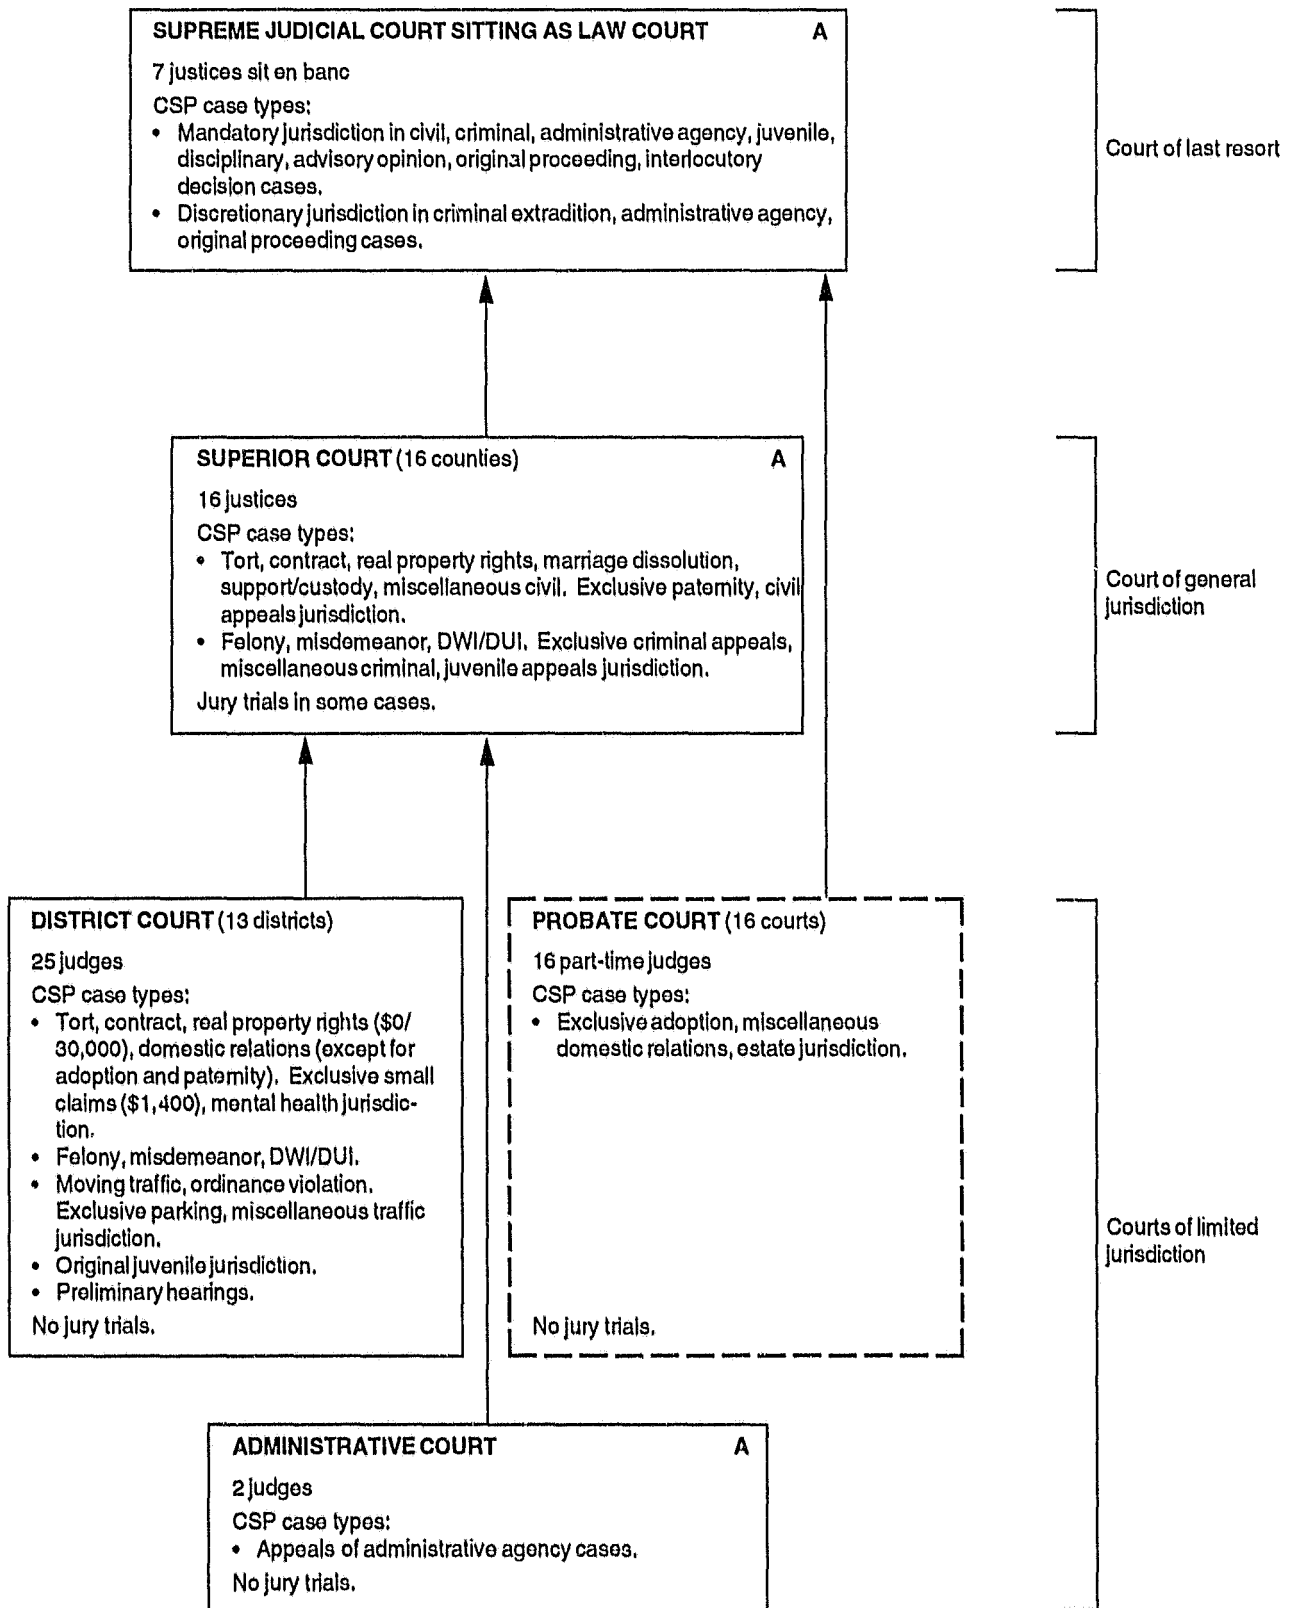 SUPREME JUDICIAL COURT SITTING AS LAW COURT A
7 justices sit en banc
CSP case types:
• Mandatory jurisdiction in civil, criminal, administrative agency, juvenile,
disciplinary, advisory opinion, original proceeding, interlocutory
decision cases.
• Discretionary jurisdiction in criminal extradition, administrative agency,
original proceeding cases.
Court of last resort
SUPERIOR COURT (16 counties) A
16 justices
CSP case types:
• Tort, contract, real property rights, marriage dissolution,
support/custody, miscellaneous civil. Exclusive paternity, civil
appeals jurisdiction.
• Felony, misdemeanor, DWI/DUI. Exclusive criminal appeals,
miscellaneous criminal, juvenile appeals jurisdiction.
Jury trials in some cases.
Court of general
jurisdiction
DISTRICT COURT (13 districts)
25 judges
CSP case types:
• Tort, contract, real property rights ($0/
30,000), domestic relations (except for
adoption and paternity). Exclusive small
claims ($1,400), mental health jurisdic-
tion.
• Felony, misdemeanor, DWI/DUI.
• Moving traffic, ordinance violation.
Exclusive parking, miscellaneous traffic
jurisdiction.
• Original juvenile jurisdiction.
• Preliminary hearings.
No jury trials.
PROBATE COURT (16 courts)
16 part-time judges
CSP case types:
• Exclusive adoption, miscellaneous
domestic relations, estate jurisdiction.
No jury trials.
Courts of limited
jurisdiction
ADMINISTRATIVE COURT A
2 judges
CSP case types:
• Appeals of administrative agency cases.
No jury trials.